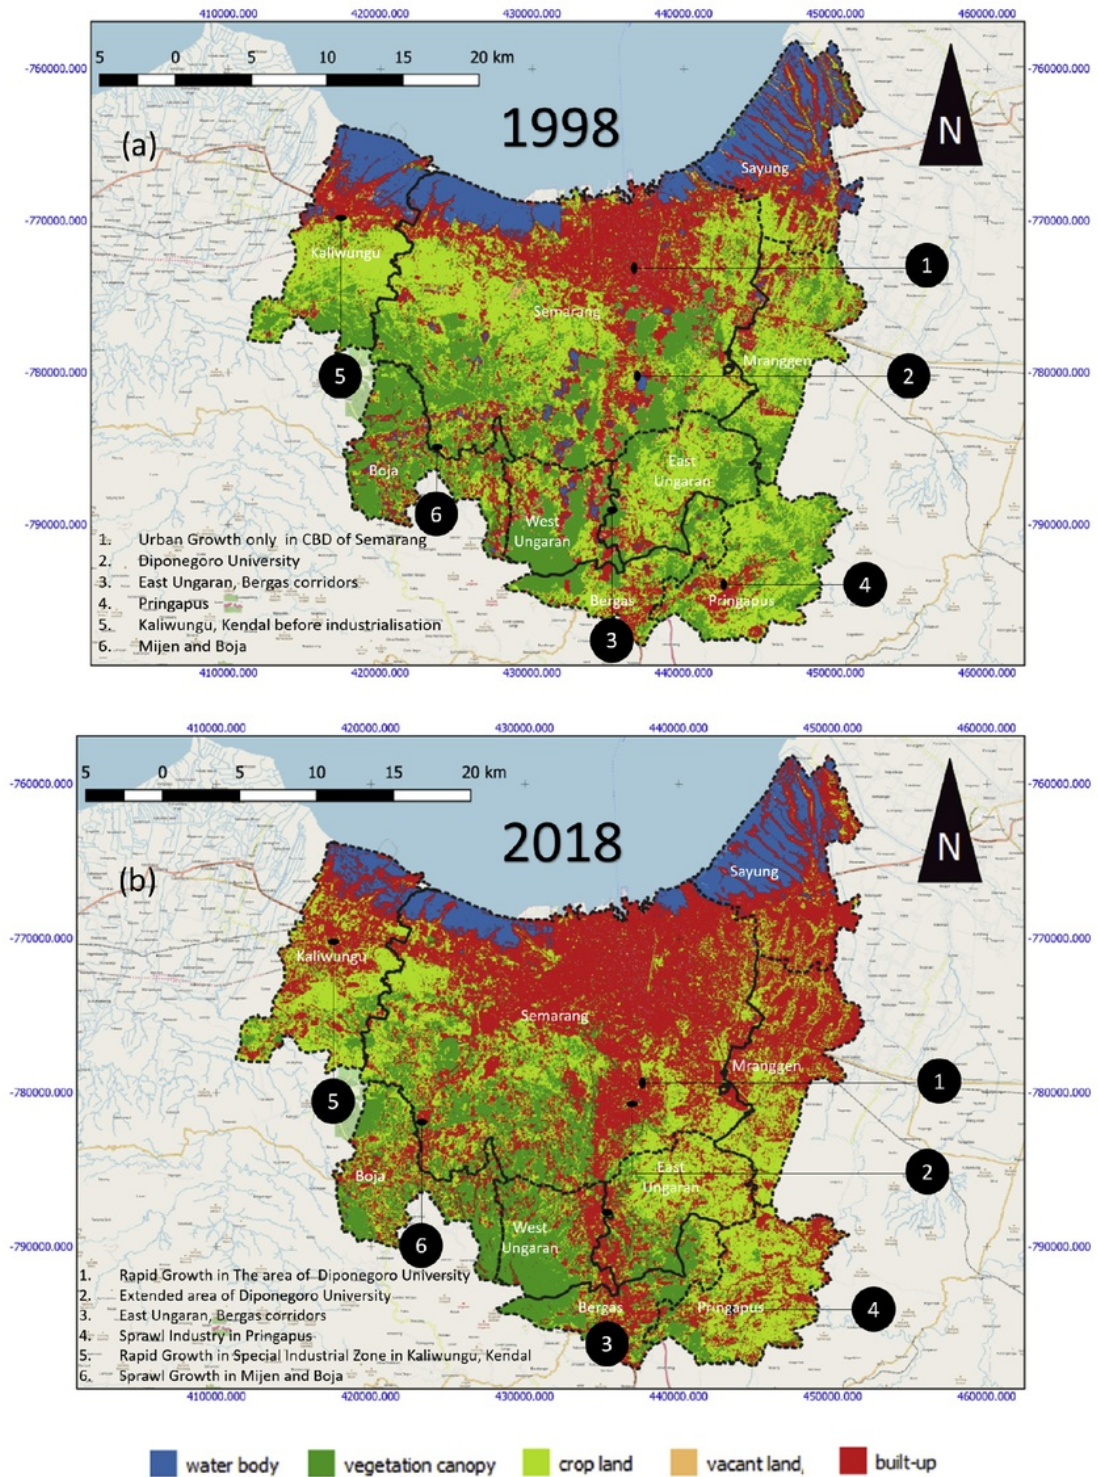 410000.000 420000.000 430000.000 440000.000 450000.000 460000.000
5 0 5 10 15 20 km
-760000.000 -760000.000
1998
(a)
N
Sayung
-770000.000 -770000.000
Kaliwungu
1
Semarang
Mranggen
-780000.000 -780000.000
5
2
East
Ungaran
Boja
6
West
Ungaran
-790000.000 -790000.000
1. Urban Growth only in CBD of Semarang
2. Diponegoro University
3. East Ungaran, Bergas corridors
4. Pringapus
5. Kaliwungu, Kendal before industrialisation
6. Mijen and Boja
4
Bergas
Pringapus
3
410000.000 420000.000 430000.000 440000.000 450000.000 460000.000
410000.000 420000.000 430000.000 440000.000 450000.000 460000.000
5 0 5 10 15 20 km
-760000.000 -760000.000
2018
(b)
N
Sayung
-770000.000 -770000.000
Kaliwungu
Semarang
Mranggen
1
-780000.000 -780000.000
5
2
East
Ungaran
Boja
West
Ungaran
6
-790000.000 -790000.000
1. Rapid Growth in The area of Diponegoro University
2. Extended area of Diponegoro University
3. East Ungaran, Bergas corridors
4. Sprawl Industry in Pringapus
5. Rapid Growth in Special Industrial Zone in Kaliwungu, Kendal
6. Sprawl Growth in Mijen and Boja
Bergas
Pringapus
4
3
410000.000 420000.000 430000.000 440000.000 450000.000 460000.000
water body vegetation canopy crop land vacant land, built-up